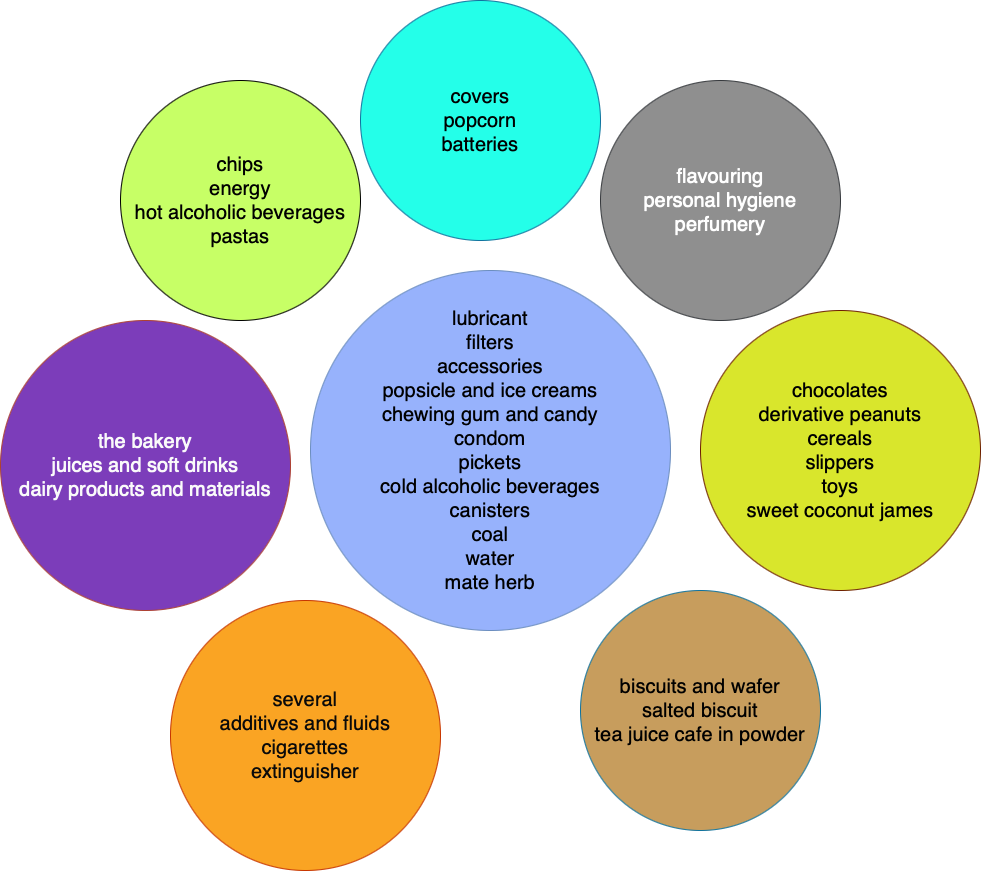 covers
popcorn
batteries
chips
energy
hot alcoholic beverages
pastas
flavouring
personal hygiene
perfumery
lubricant
filters
accessories
popsicle and ice creams
chewing gum and candy
condom
pickets
cold alcoholic beverages
canisters
coal
water
mate herb
the bakery
juices and soft drinks
dairy products and materials
chocolates
derivative peanuts
cereals
slippers
toys
sweet coconut james
several
additives and fluids
cigarettes
extinguisher
biscuits and wafer
salted biscuit
tea juice cafe in powder